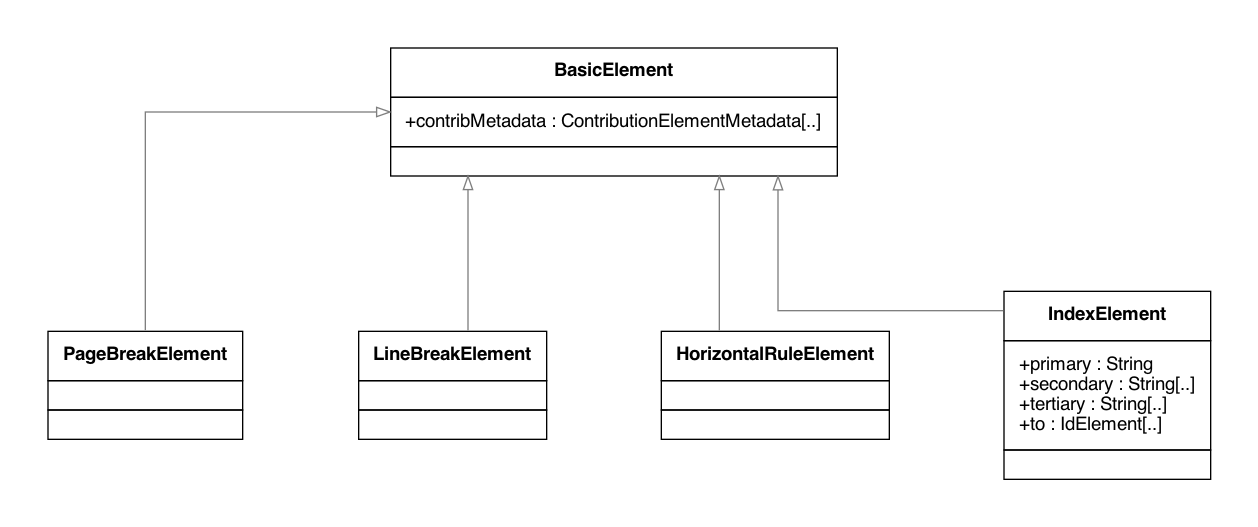 BasicElement
+contribMetadata : ContributionElementMetadata[..]
PageBreakElement
LineBreakElement
HorizontalRuleElement
IndexElement
+primary : String
+secondary : String[..]
+tertiary : String[..]
+to : IdElement[..]